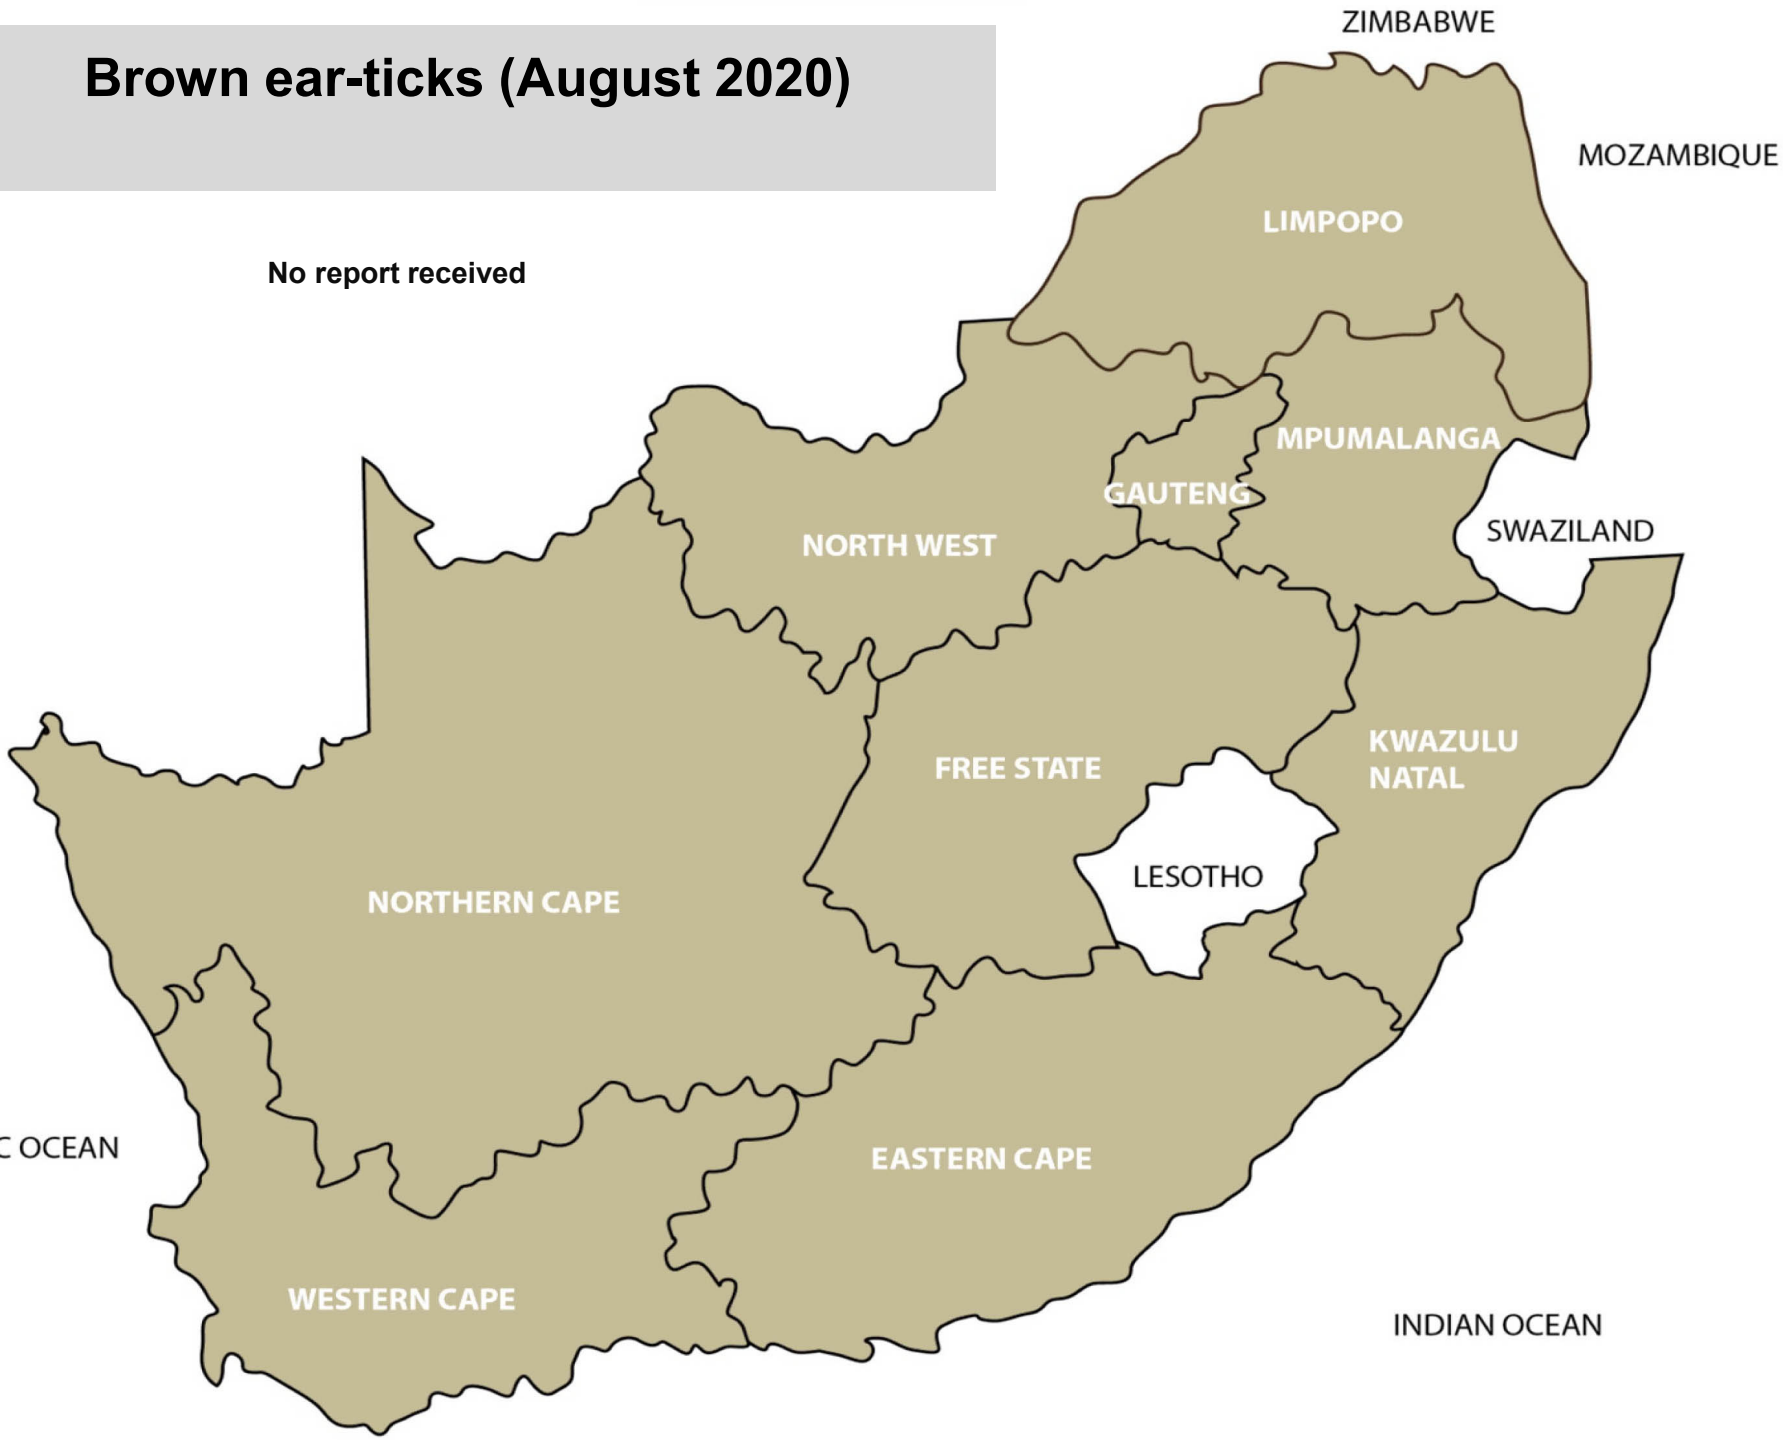 ZIMBABWE
Brown ear-ticks (August 2020)
MOZAMBIQUE
LIMPOPO
No report received
MPUMALANGA
GAUTENG
SWAZILAND
NORTH WEST
KWAZULU
NATAL
FREE STATE
LESOTHO
NORTHERN CAPE
C OCEAN
EASTERN CAPE
WESTERN CAPE
INDIAN OCEAN